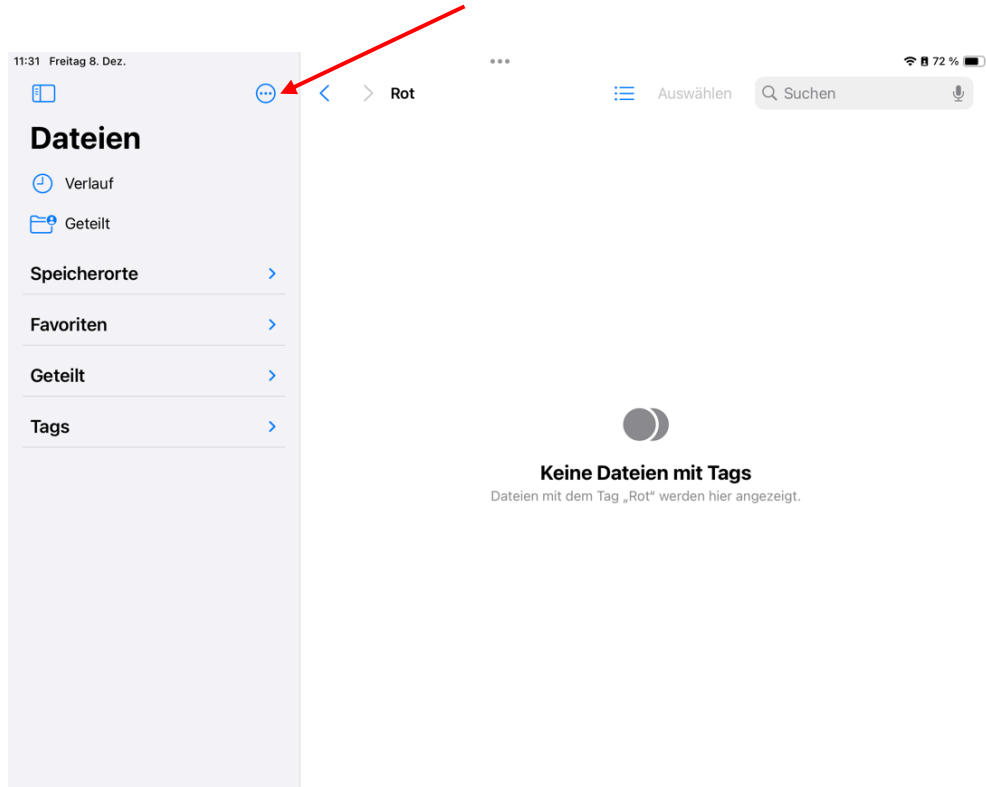 11:31 Freitag 8. Dez.
72 %
Rot
Auswählen
Suchen
Dateien
Verlauf
Geteilt
Speicherorte
Favoriten
Geteilt
Tags
Keine Dateien mit Tags
Dateien mit dem Tag „Rot“ werden hier angezeigt.